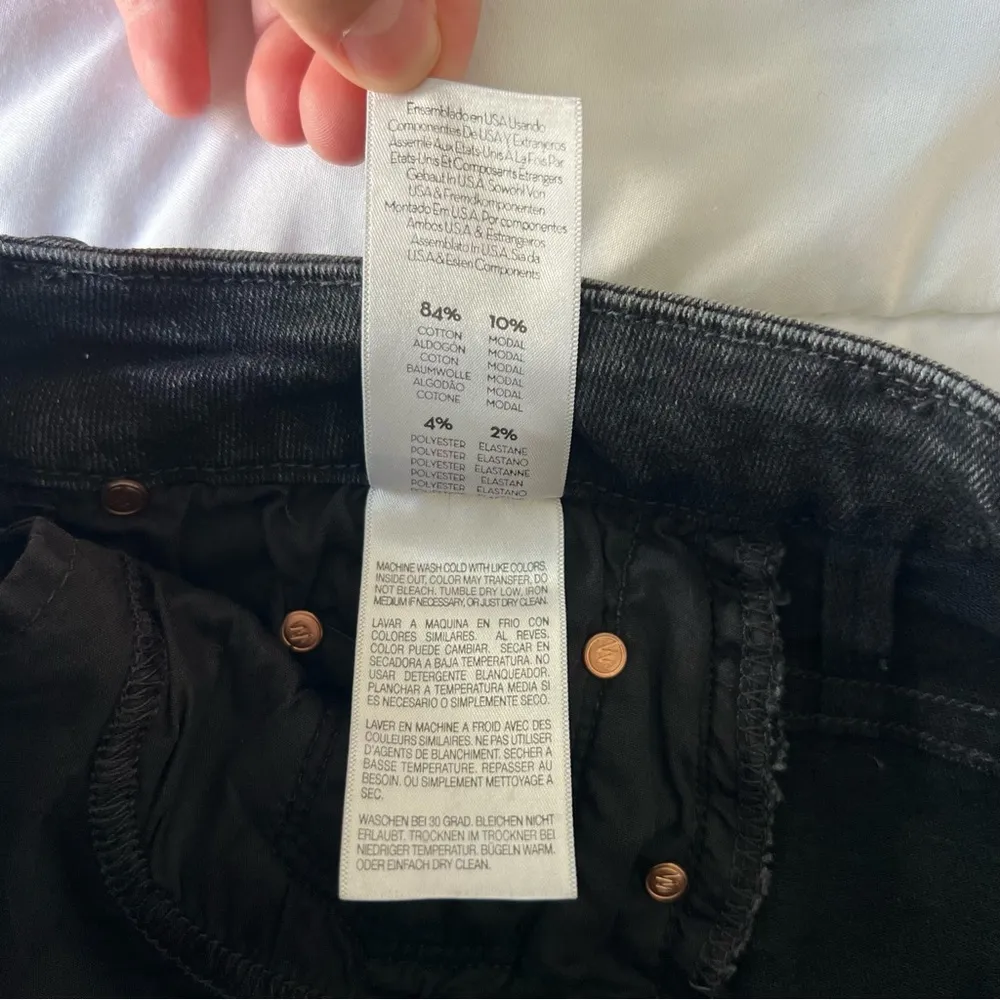 Ensamblado en USA Usando
Componentes De USA Y Extranjeros
Assemlé Aux Etats-Unis A La Fois Par
Etats-Unis Et Composants Etrangers
Gebaut In U.S.A. Sowohl Von
USA & Fremdkomponenten
Montado Em U.S.A. Por componentes
Ambos U.S.A. & Estrangeiros
Assemblato In U.S.A. Sia da
U.S.A & Esteri Components
84% 10%
COTTON MODAL
ALDOGÓN MODAL
COTON MODAL
BAUMWOLLE MODAL
ALGODÃO MODAL
COTONE MODAL
4% 2%
POLYESTER ELASTANE
POLYESTER ELASTANO
POLYESTER ELASTANNE
POLYESTER ELASTAN
POLYESTER ELASTANO
MACHINE WASH COLD WITH LIKE COLORS,
INSIDE OUT, COLOR MAY TRANSFER, DO
NOT BLEACH. TUMBLE DRY LOW, IRON
MEDIUM IF NECESSARY, OR JUST DRY CLEAN.
LAVAR A MAQUINA EN FRIO CON
COLORES SIMILARES. AL REVES.
COLOR PUEDE CAMBIAR. SECAR EN
SECADORA A BAJA TEMPERATURA. NO
USAR DETERGENTE BLANQUEADOR.
PLANCHAR A TEMPERATURA MEDIA SI
ES NECESARIO O SIMPLEMENTE SECO.
LAVER EN MACHINE A FROID AVEC DES
COULEURS SIMILAIRES. NE PAS UTILISER
D'AGENTS DE BLANCHIMENT. SECHER A
BASSE TEMPERATURE. REPASSER AU
BESOIN. OU SIMPLEMENT METTOYAGE A
SEC.
WASCHEN BEI 30 GRAD. BLEICHEN NICHT
ERLAUBT. TROCKNEN IM TROCKNER BEI
NIEDRIGER TEMPERATUR. BÜGELN WARM.
ODER EINFACH DRY CLEAN.